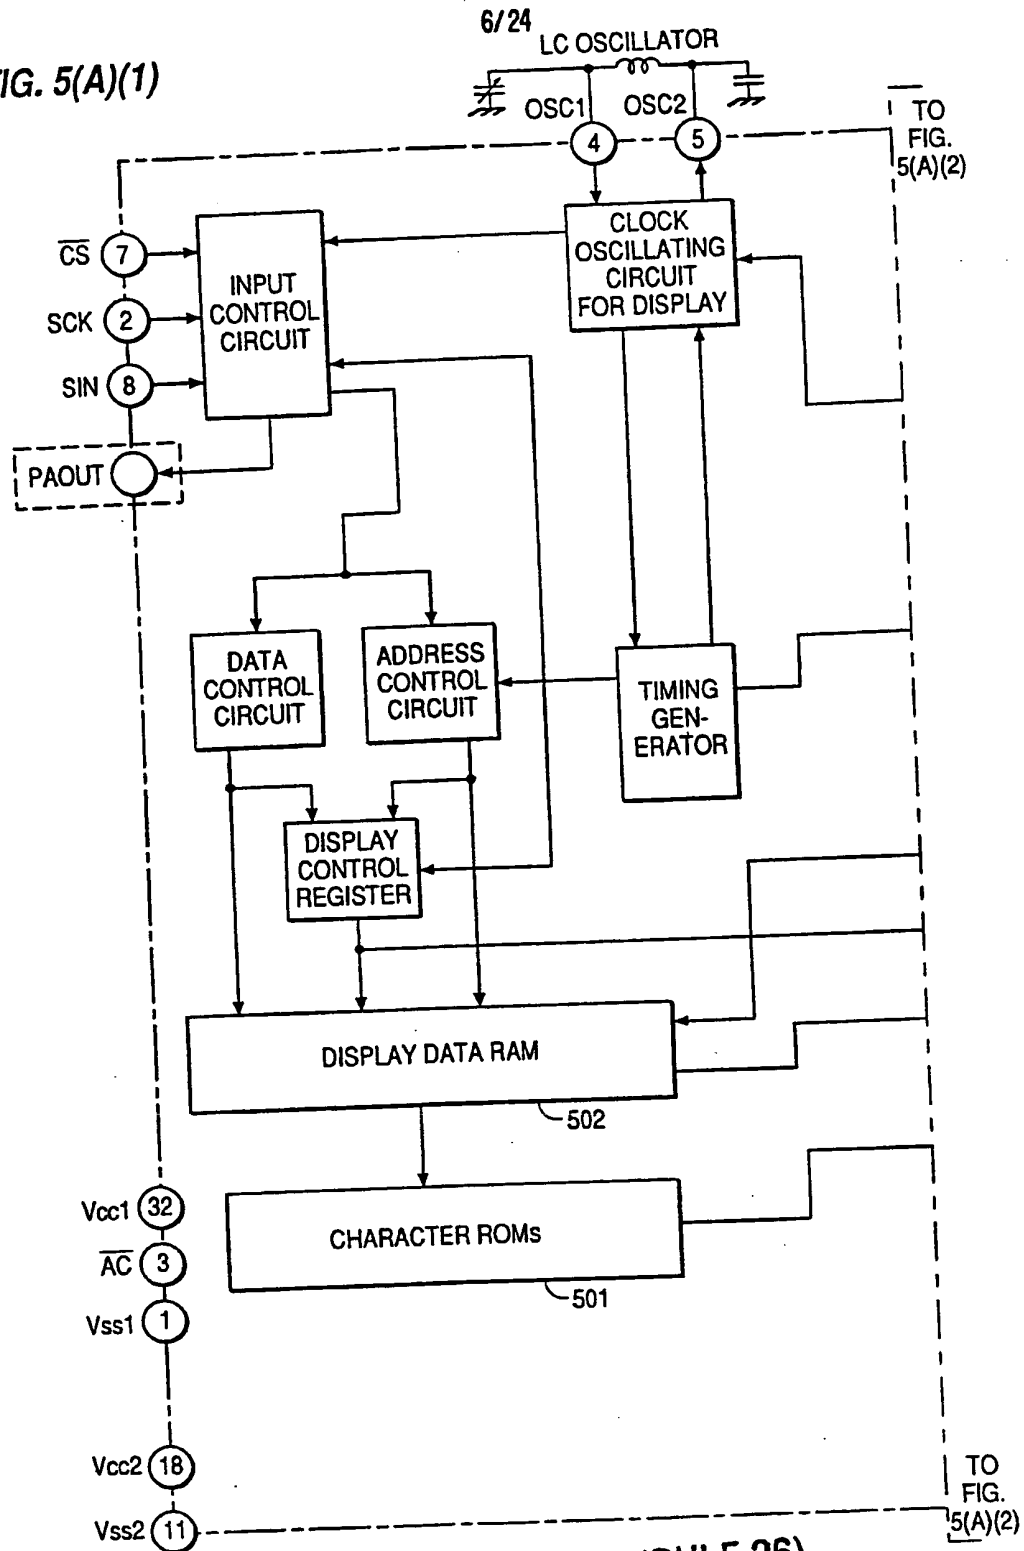 6/24
LC OSCILLATOR
IG. 5(A)(1)
OSC1
OSC2
TO
FIG.
5(A)(2)
4
5
CLOCK
OSCILLATING
CIRCUIT
FOR DISPLAY
C̅S̅
7
INPUT
CONTROL
CIRCUIT
SCK
2
SIN
8
PAOUT
DATA
CONTROL
CIRCUIT
ADDRESS
CONTROL
CIRCUIT
TIMING
GEN-
ERATOR
DISPLAY
CONTROL
REGISTER
DISPLAY DATA RAM
502
Vcc1
32
CHARACTER ROMs
A̅C̅
3
501
Vss1
1
Vcc2
18
TO
FIG.
5(A)(2)
Vss2
11